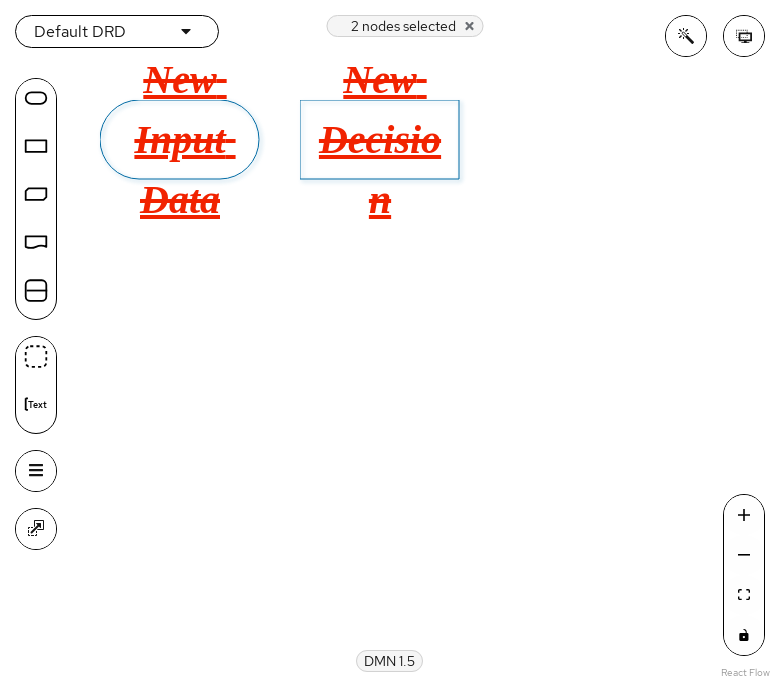 Default DRD
2 nodes selected
New
Input
Data
New
Decisio
n
Text
DMN 1.5
React Flow